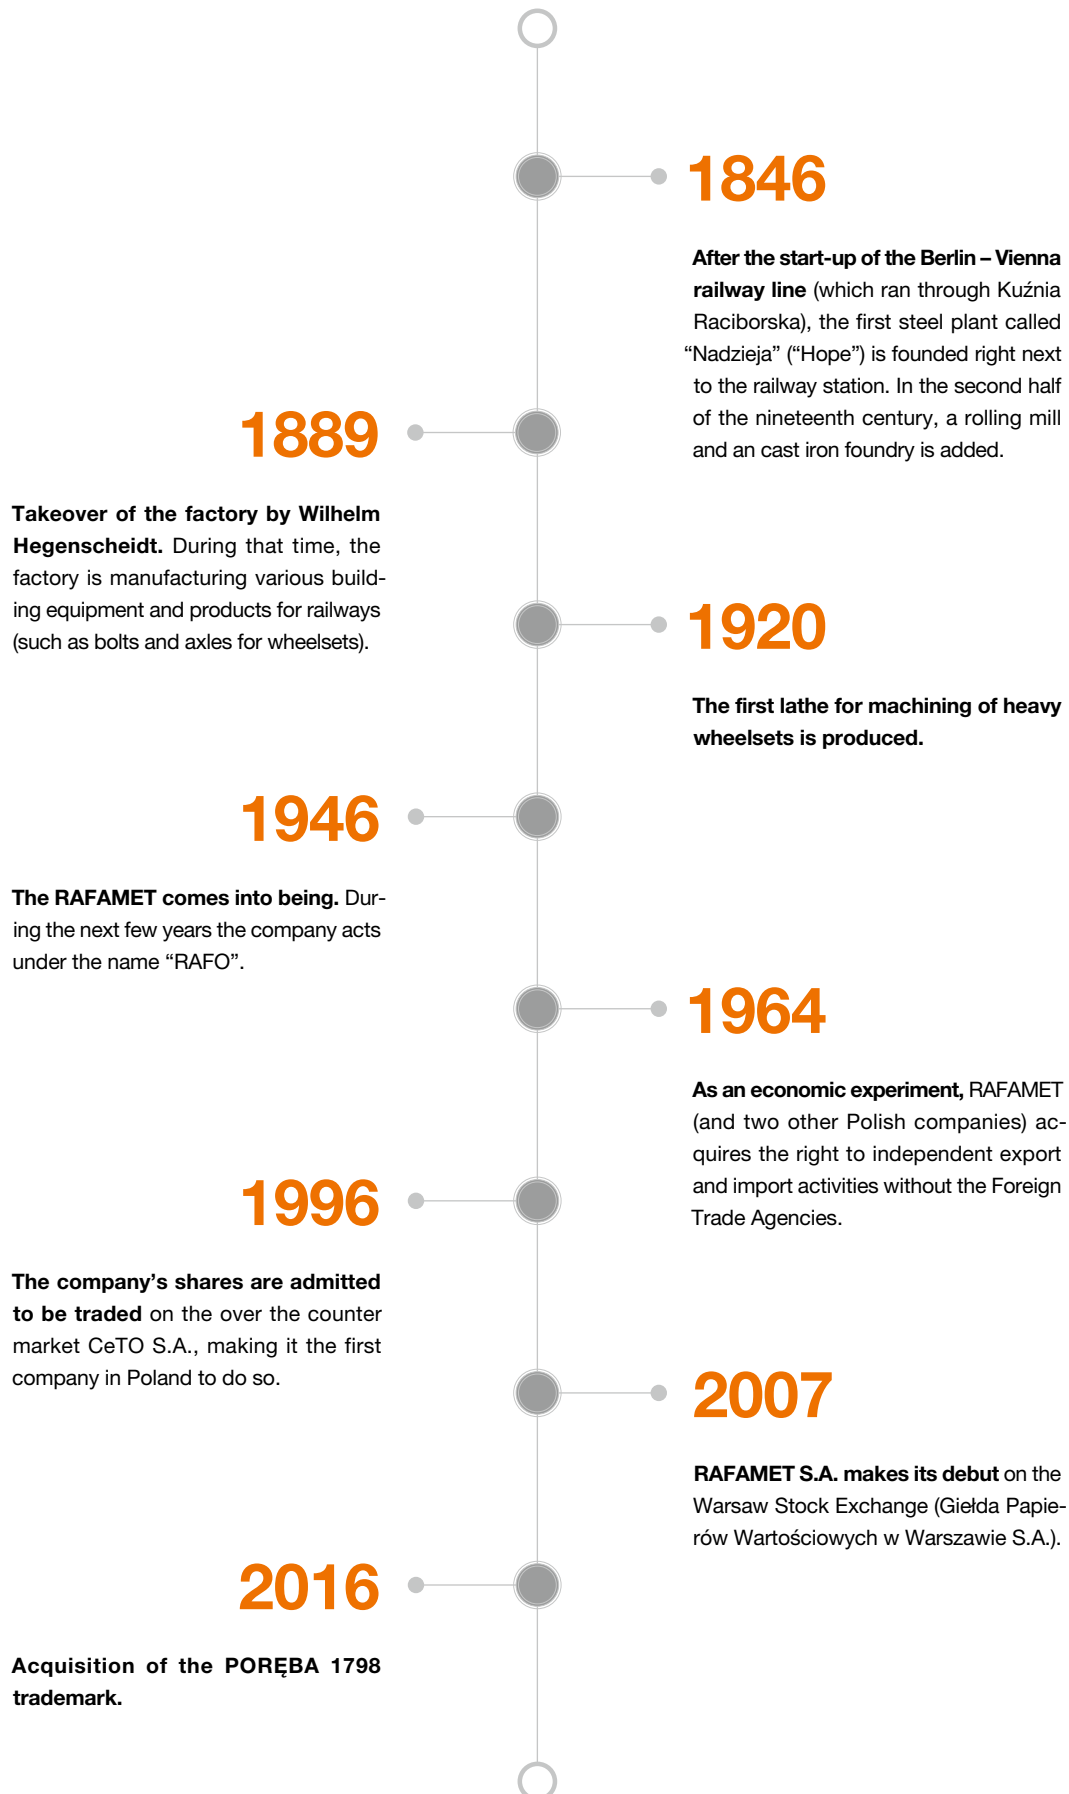 1846
After the start-up of the Berlin – Vienna
railway line (which ran through Kuźnia
Raciborska), the first steel plant called
“Nadzieja” (“Hope”) is founded right next
to the railway station. In the second half
of the nineteenth century, a rolling mill
and an cast iron foundry is added.
1889
Takeover of the factory by Wilhelm
Hegenscheidt. During that time, the
factory is manufacturing various build-
ing equipment and products for railways
(such as bolts and axles for wheelsets).
1920
The first lathe for machining of heavy
wheelsets is produced.
1946
The RAFAMET comes into being. Dur-
ing the next few years the company acts
under the name “RAFO”.
1964
As an economic experiment, RAFAMET
(and two other Polish companies) ac-
quires the right to independent export
and import activities without the Foreign
Trade Agencies.
1996
The company’s shares are admitted
to be traded on the over the counter
market CeTO S.A., making it the first
company in Poland to do so.
2007
RAFAMET S.A. makes its debut on the
Warsaw Stock Exchange (Giełda Papie-
rów Wartościowych w Warszawie S.A.).
2016
Acquisition of the PORĘBA 1798
trademark.